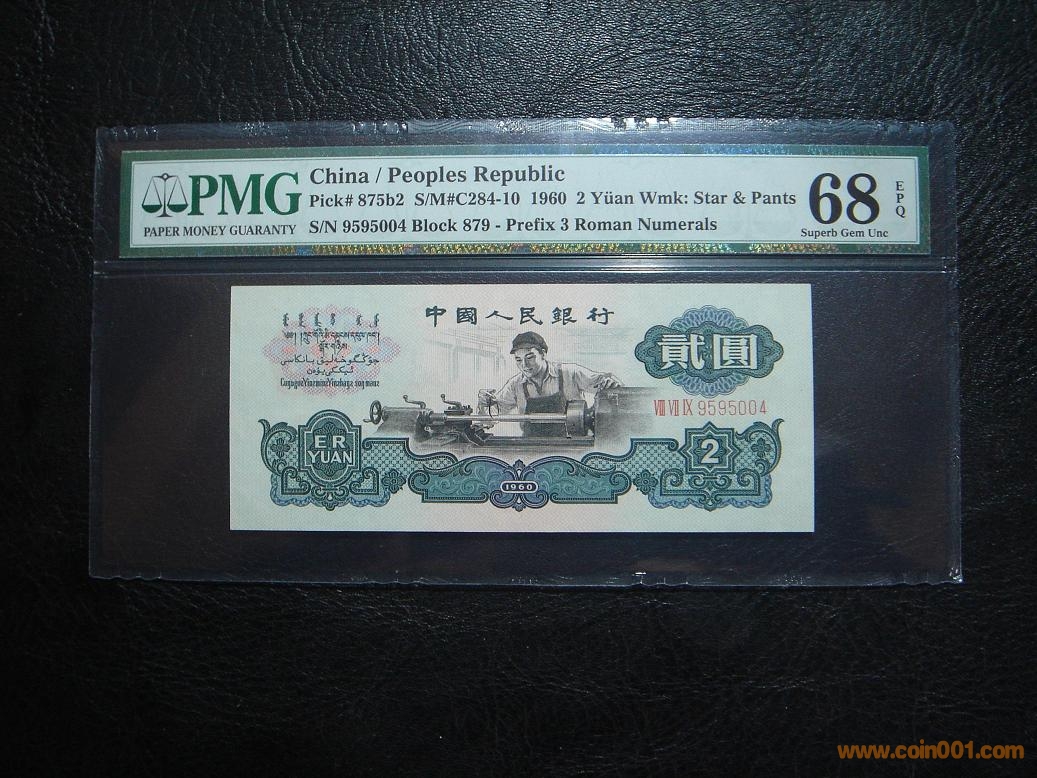 PMG
PAPER MONEY GUARANTY
China / Peoples Republic
Pick# 875b2 S/M#C284-10 1960 2 Yüan Wmk: Star & Pants
S/N 9595004 Block 879 - Prefix 3 Roman Numerals
68
EPQ
Superb Gem Unc
中國人民銀行
貳圓
VIII VII IX 9595004
ER
YUAN
2
1960
www.coin001.com